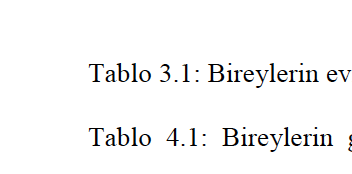 Tablo 3.1: Bireylerin ev
Tablo 4.1: Bireylerin